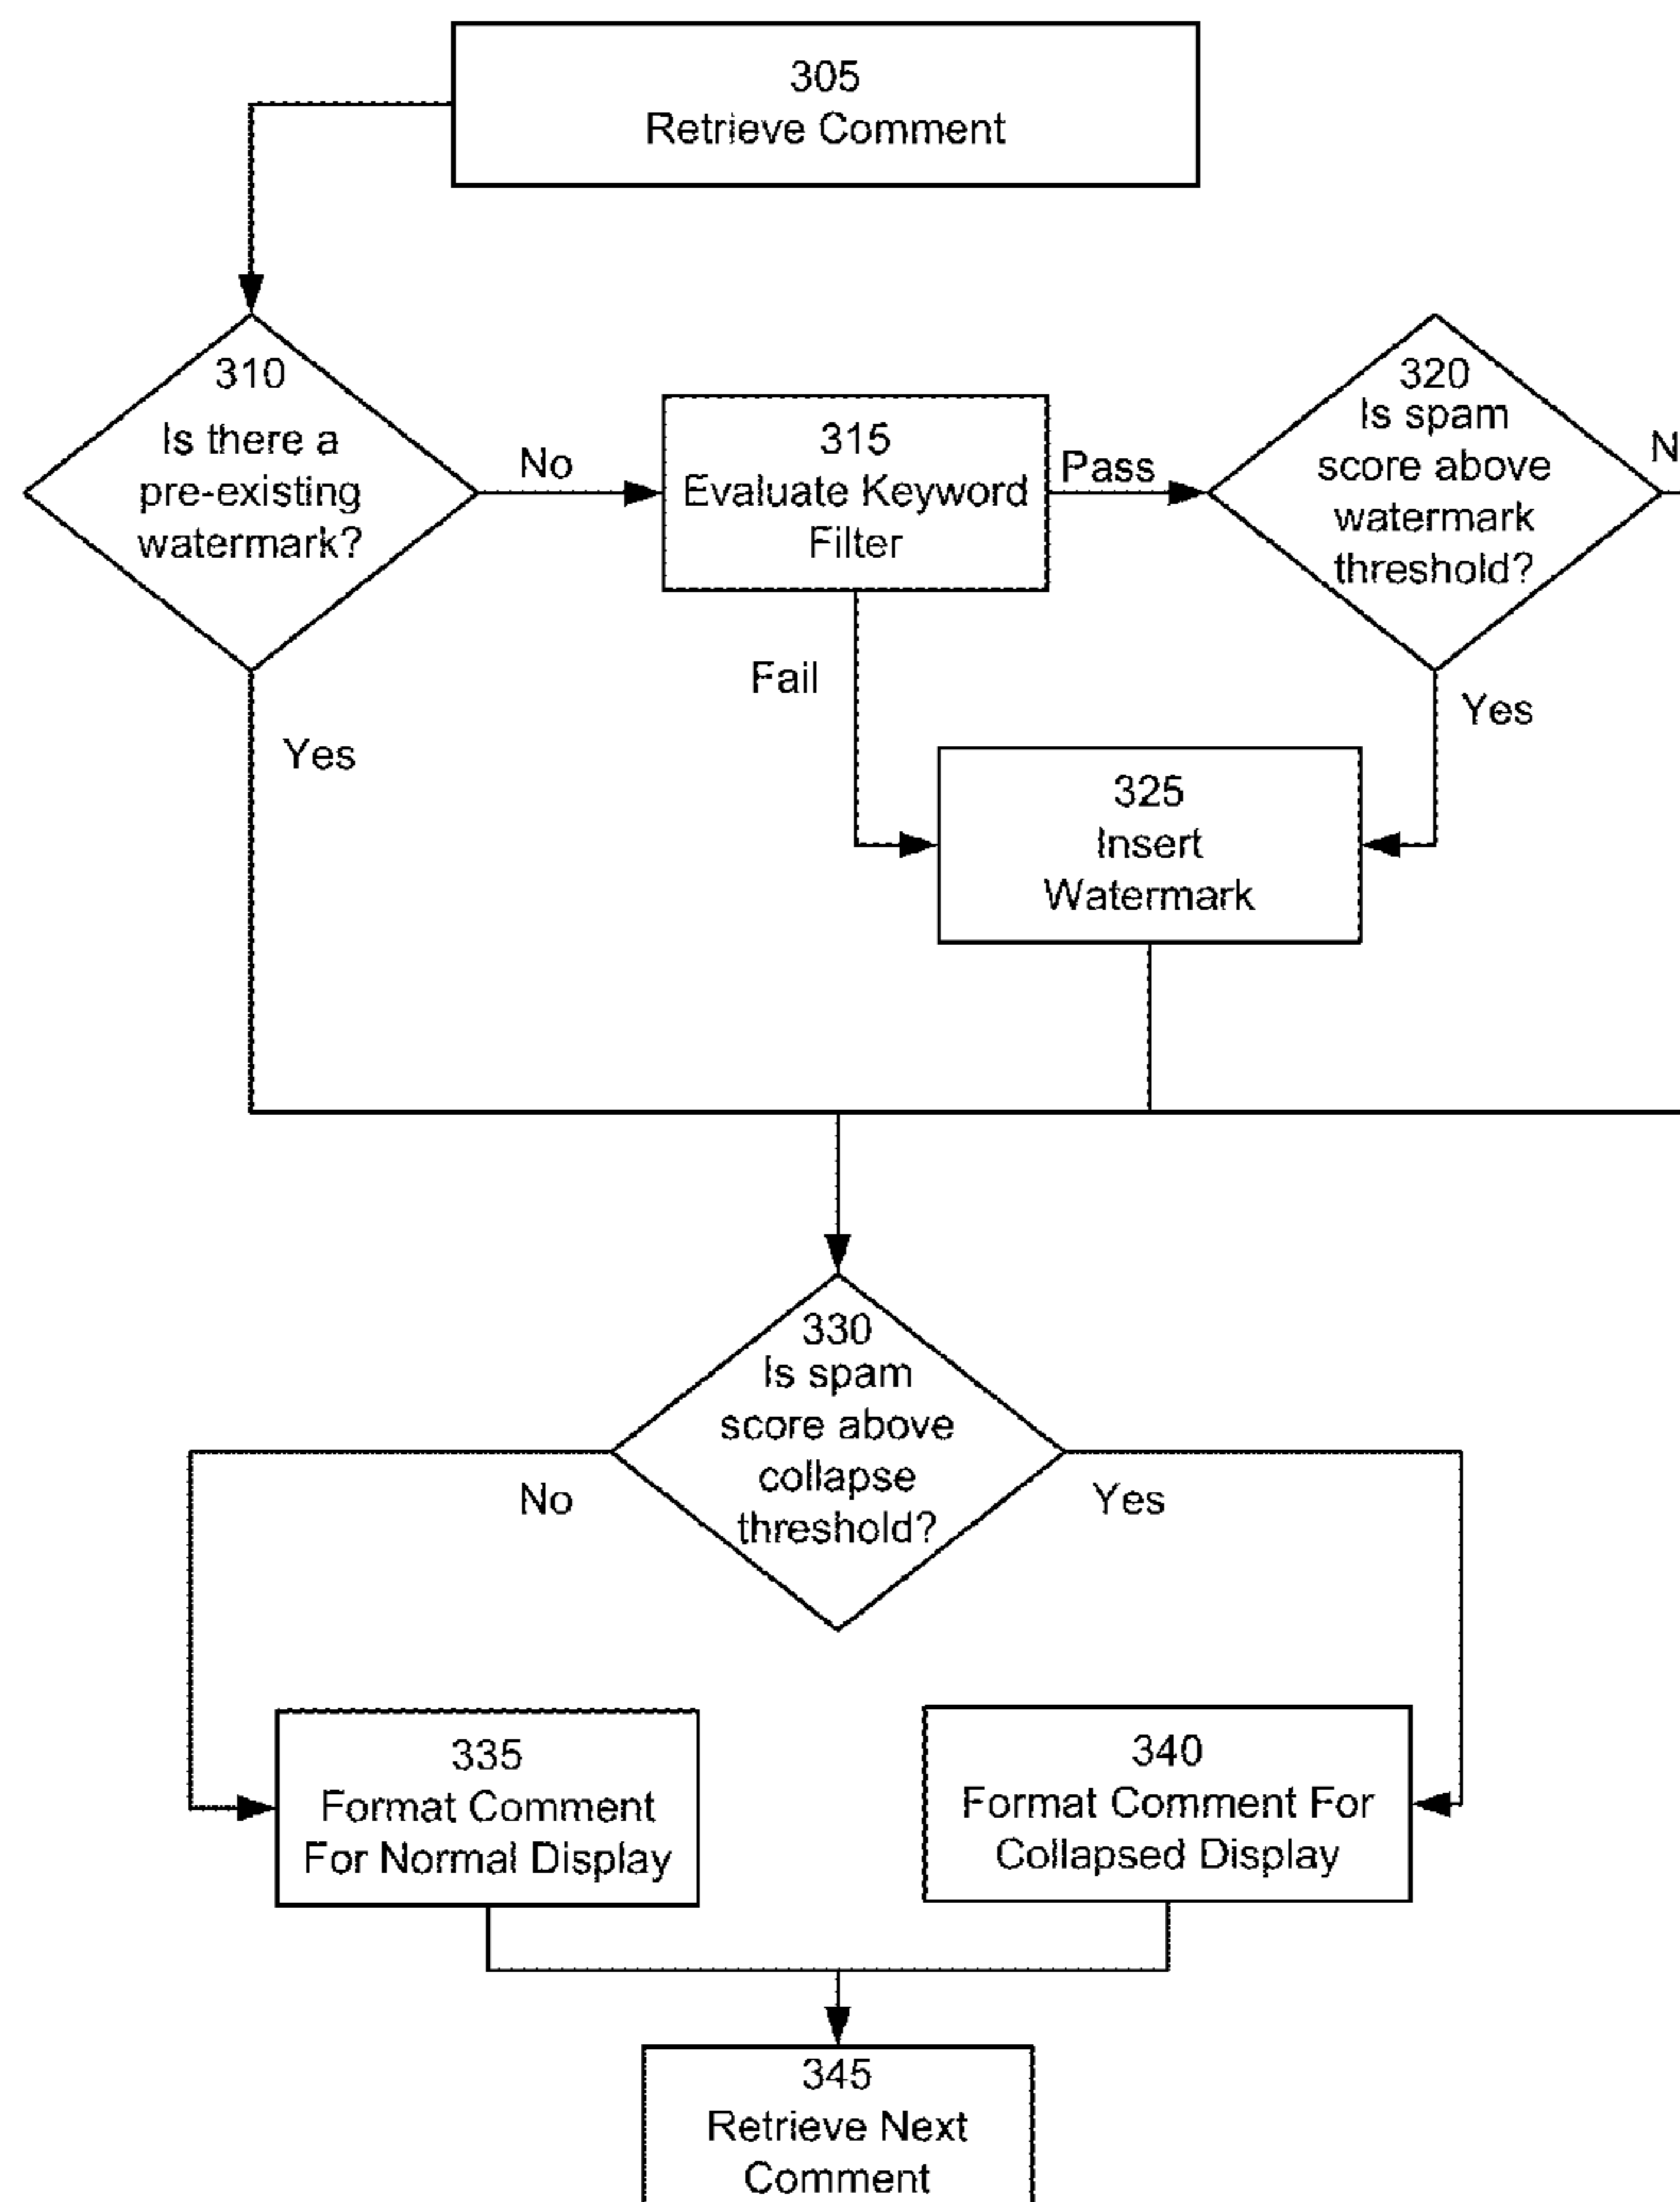 305
Retrieve Comment
310
Is there a
pre-existing
watermark?
No
315
Evaluate Keyword
Filter
Pass
320
Is spam
score above
watermark
threshold?
N
Fail
Yes
Yes
325
Insert
Watermark
330
Is spam
score above
collapse
threshold?
No
Yes
335
Format Comment
For Normal Display
340
Format Comment For
Collapsed Display
345
Retrieve Next
Comment